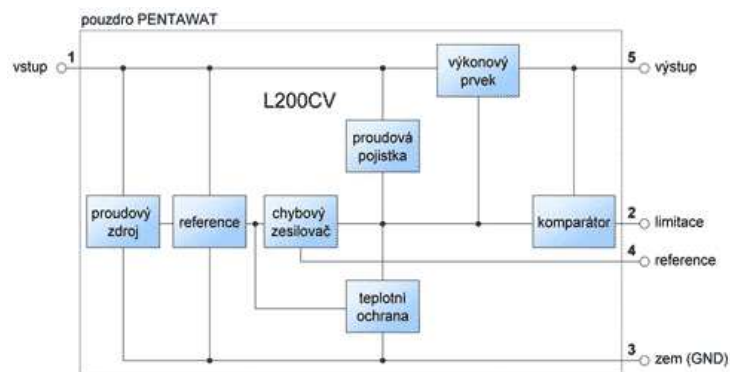 pouzdro PENTAWAT
vstup
1
výkonový
prvek
5
výstup
L200CV
proudová
pojistka
proudový
zdroj
reference
chybový
zesilovač
komparátor
2
limitace
4
reference
teplotní
ochrana
3
zem (GND)